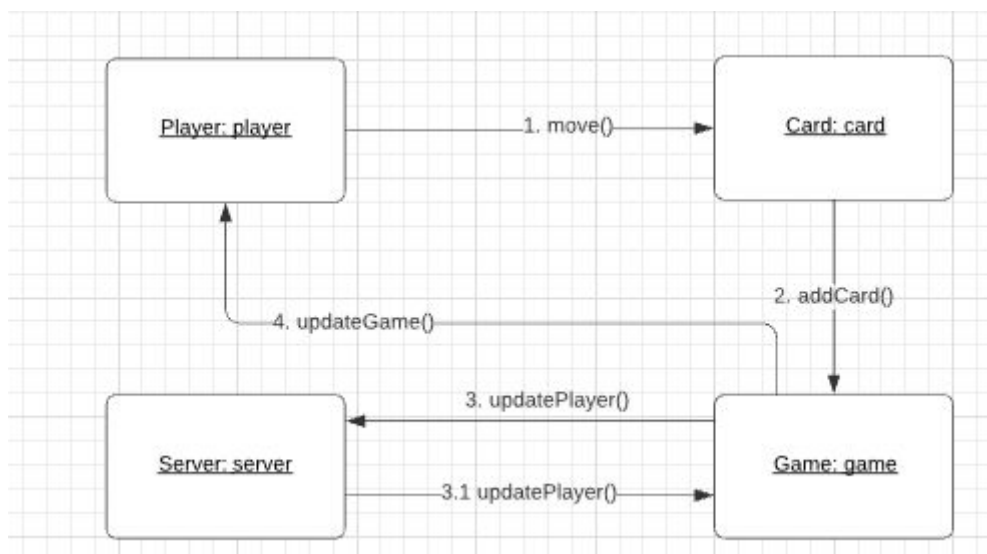 Player: player
1. move()
Card: card
2. addCard()
4. updateGame()
3. updatePlayer()
Server: server
Game: game
3.1 updatePlayer()